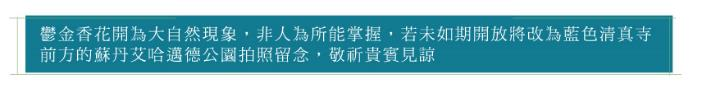 鬱金香花開為大自然現象，非人為所能掌握，若未如期開放將改為藍色清真寺
前方的蘇丹艾哈邁德公園拍照留念，敬祈貴賓見諒